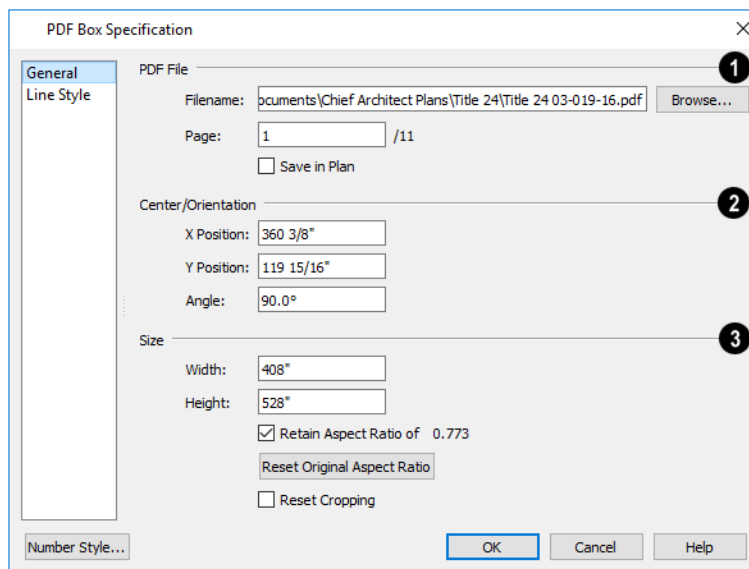 PDF Box Specification
General
Line Style
PDF File
1
Filename: ocuments\Chief Architect Plans\Title 24\Title 24 03-019-16.pdf Browse...
Page: 1 /11
Save in Plan
Center/Orientation
2
X Position: 360 3/8"
Y Position: 119 15/16"
Angle: 90.0°
Size
3
Width: 408"
Height: 528"
Retain Aspect Ratio of 0.773
Reset Original Aspect Ratio
Reset Cropping
Number Style... OK Cancel Help